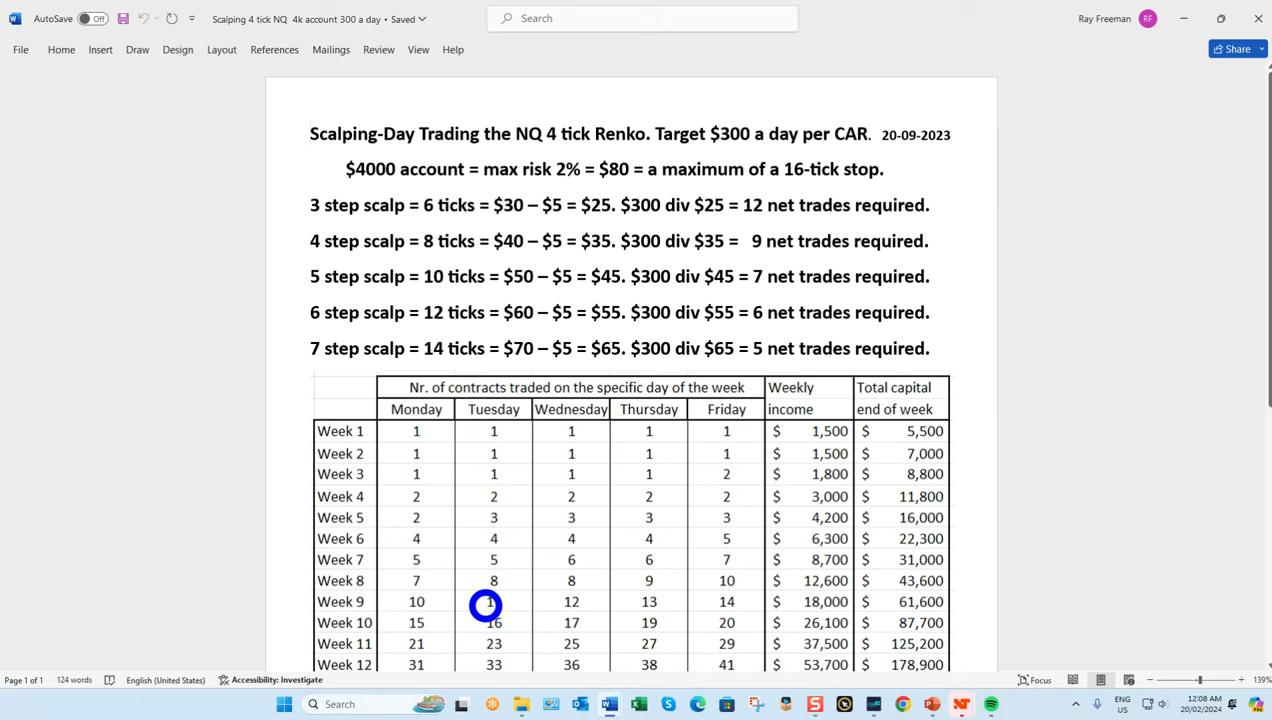 AutoSave Off Scalping 4 tick NQ 4k account 300 a day • Saved Search Ray Freeman RF
File Home Insert Draw Design Layout References Mailings Review View Help Share
Scalping-Day Trading the NQ 4 tick Renko. Target $300 a day per CAR. 20-09-2023
$4000 account = max risk 2% = $80 = a maximum of a 16-tick stop.
3 step scalp = 6 ticks = $30 – $5 = $25. $300 div $25 = 12 net trades required.
4 step scalp = 8 ticks = $40 – $5 = $35. $300 div $35 = 9 net trades required.
5 step scalp = 10 ticks = $50 – $5 = $45. $300 div $45 = 7 net trades required.
6 step scalp = 12 ticks = $60 – $5 = $55. $300 div $55 = 6 net trades required.
7 step scalp = 14 ticks = $70 – $5 = $65. $300 div $65 = 5 net trades required.
Nr. of contracts traded on the specific day of the week Weekly Total capital
Monday Tuesday Wednesday Thursday Friday income end of week
Week 1 1 1 1 1 1 $ 1,500 $ 5,500
Week 2 1 1 1 1 1 $ 1,500 $ 7,000
Week 3 1 1 1 1 2 $ 1,800 $ 8,800
Week 4 2 2 2 2 2 $ 3,000 $ 11,800
Week 5 2 3 3 3 3 $ 4,200 $ 16,000
Week 6 4 4 4 4 5 $ 6,300 $ 22,300
Week 7 5 5 6 6 7 $ 8,700 $ 31,000
Week 8 7 8 8 9 10 $ 12,600 $ 43,600
Week 9 10 12 13 14 $ 18,000 $ 61,600
Week 10 15 16 17 19 20 $ 26,100 $ 87,700
Week 11 21 23 25 27 29 $ 37,500 $ 125,200
Week 12 31 33 36 38 41 $ 53,700 $ 178,900
Page 1 of 1 124 words English (United States) Accessibility: Investigate Focus 139%
Search ENG US 12:08 AM 20/02/2024